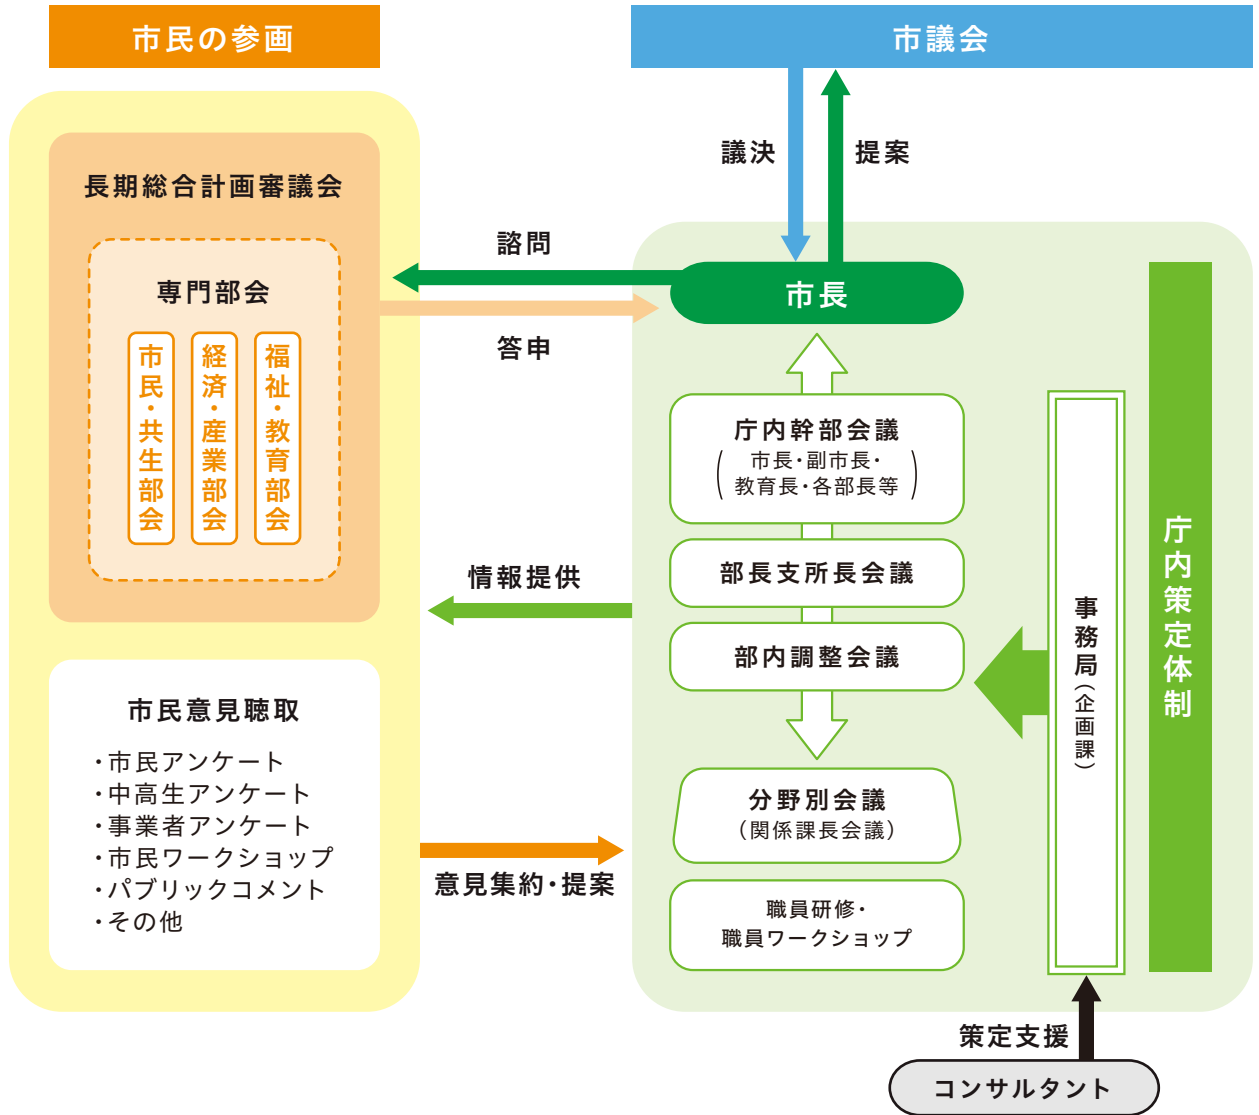 市民の参画
長期総合計画審議会
専門部会
市民・共生部会
経済・産業部会
福祉・教育部会
市民意見聴取
・市民アンケート
・中高生アンケート
・事業者アンケート
・市民ワークショップ
・パブリックコメント
・その他
諮問
答申
情報提供
意見集約・提案
市議会
議決
提案
市長
庁内幹部会議
(市長・副市長・
教育長・各部長等)
部長支所長会議
部内調整会議
分野別会議
（関係課長会議）
職員研修・
職員ワークショップ
事務局（企画課）
庁内策定体制
策定支援
コンサルタント